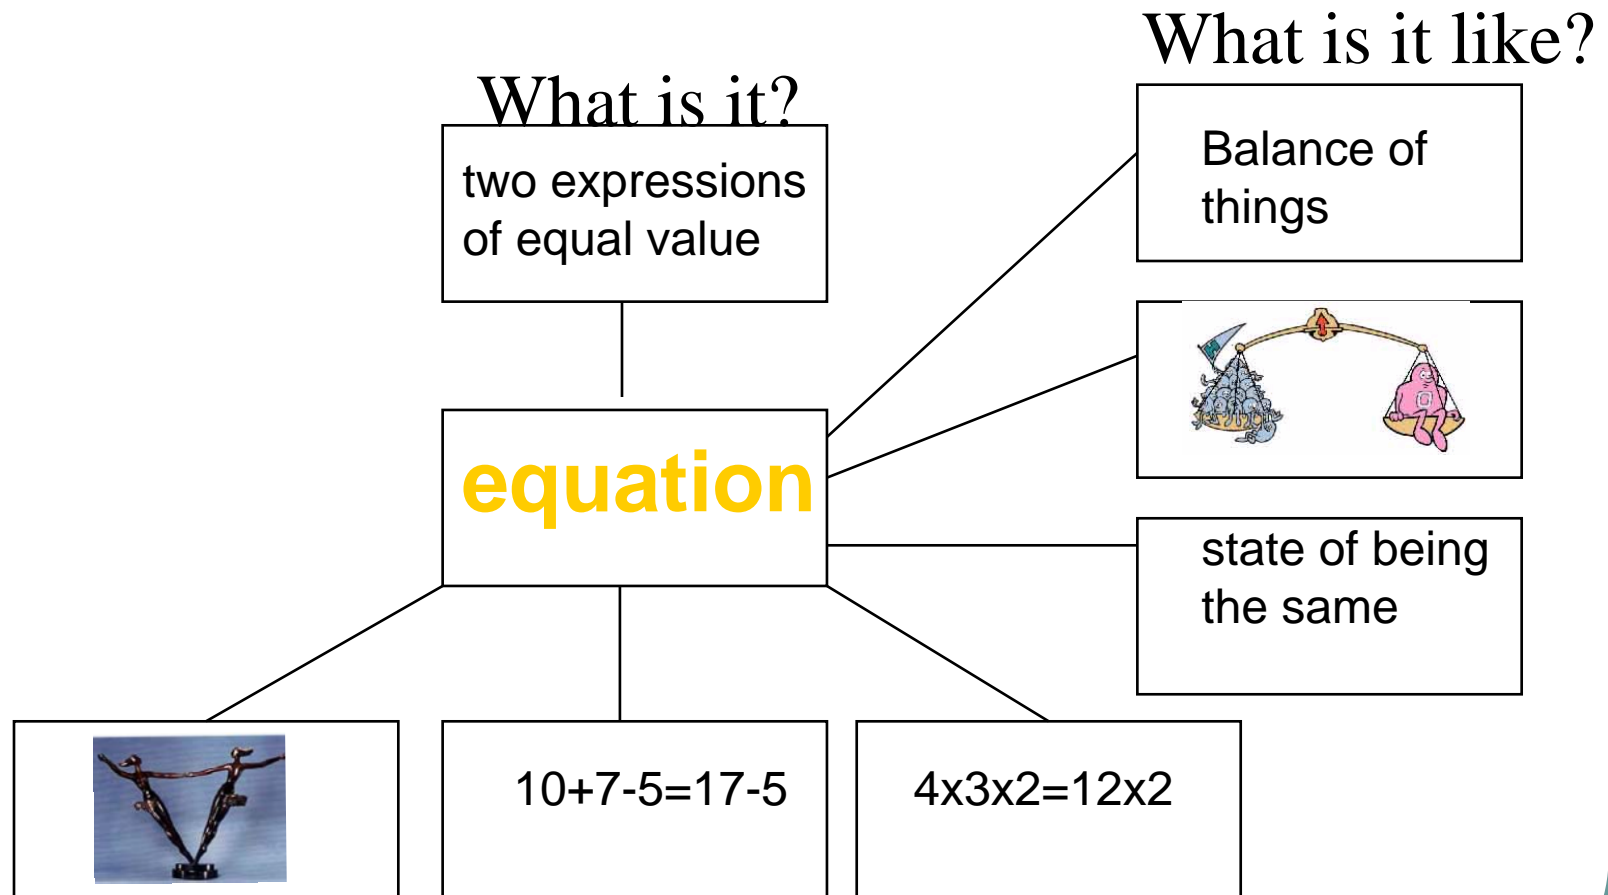 What is it like?
What is it?
Balance of
things
two expressions
of equal value
equation
state of being
the same
10+7-5=17-5
4x3x2=12x2